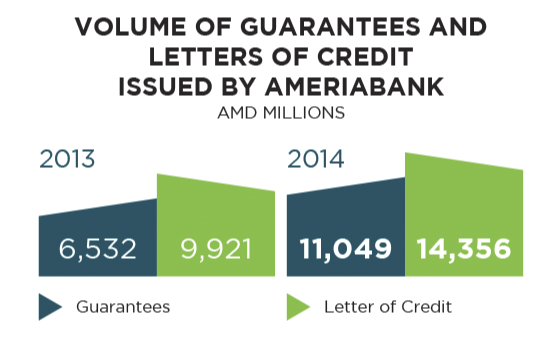 VOLUME OF GUARANTEES AND
LETTERS OF CREDIT
ISSUED BY AMERIABANK
AMD MILLIONS
2013
2014
6,532
9,921
11,049
14,356
Guarantees
Letter of Credit